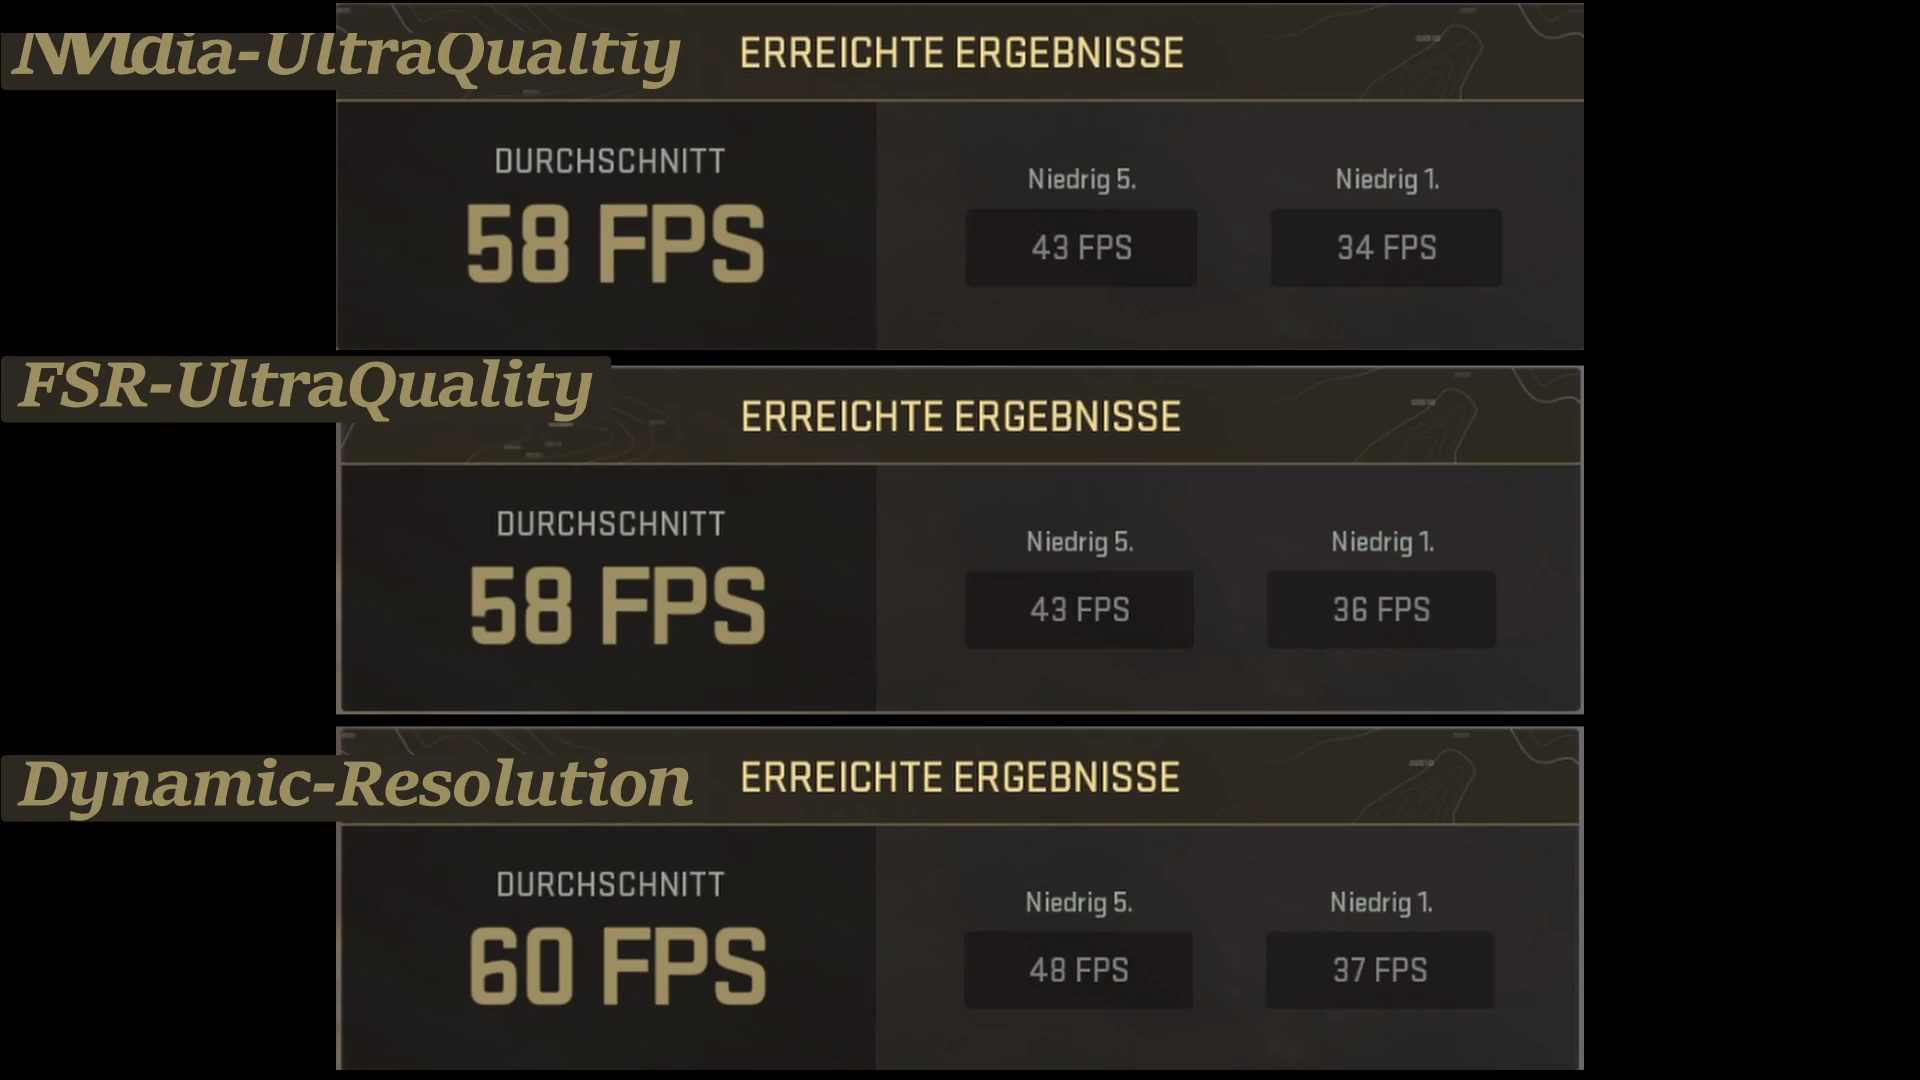 NVIdia-UltraQualtiy
ERREICHTE ERGEBNISSE
DURCHSCHNITT
58 FPS
Niedrig 5.
43 FPS
Niedrig 1.
34 FPS
FSR-UltraQuality
ERREICHTE ERGEBNISSE
DURCHSCHNITT
58 FPS
Niedrig 5.
43 FPS
Niedrig 1.
36 FPS
Dynamic-Resolution
ERREICHTE ERGEBNISSE
DURCHSCHNITT
60 FPS
Niedrig 5.
48 FPS
Niedrig 1.
37 FPS